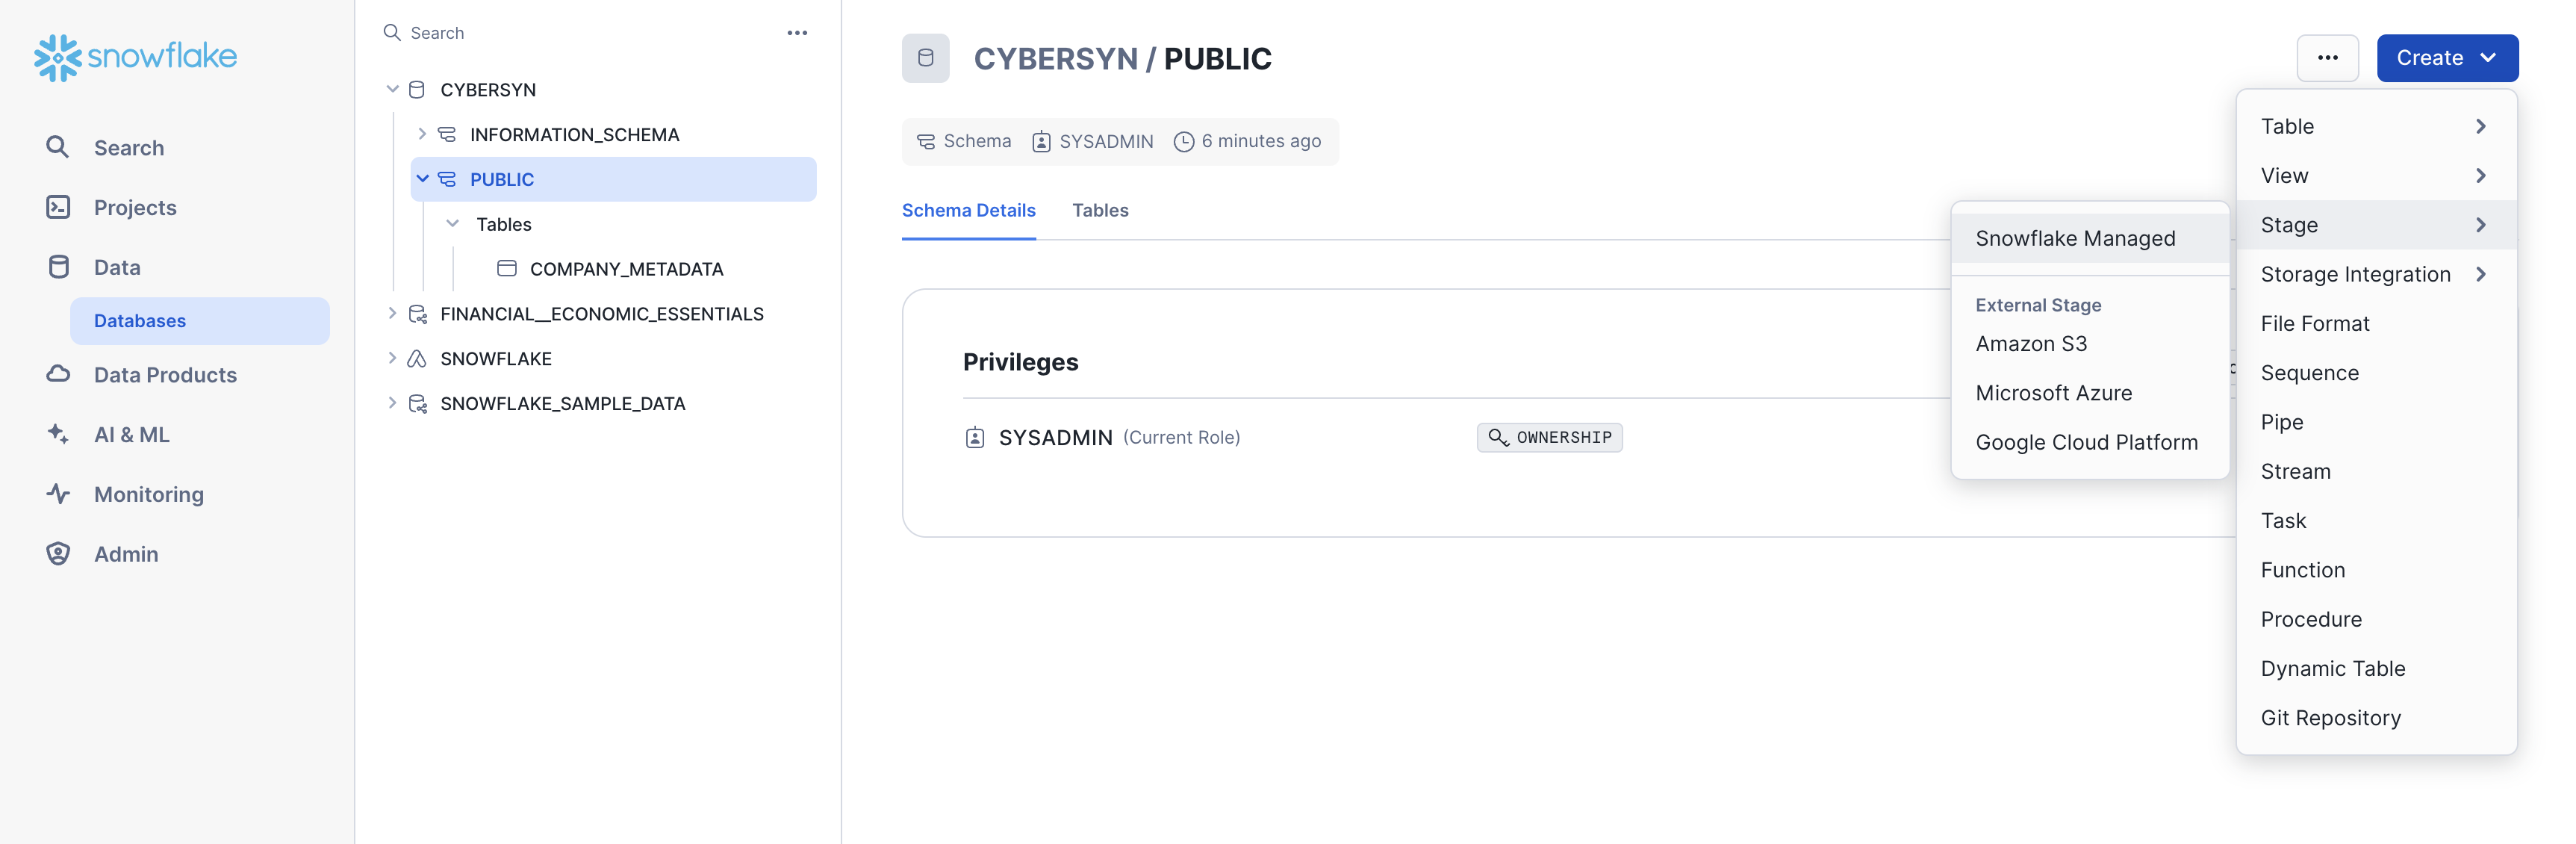 snowflake
Search
Projects
Data
Databases
Data Products
AI & ML
Monitoring
Admin
Search
CYBERSYN
INFORMATION_SCHEMA
PUBLIC
Tables
COMPANY_METADATA
FINANCIAL__ECONOMIC_ESSENTIALS
SNOWFLAKE
SNOWFLAKE_SAMPLE_DATA
CYBERSYN / PUBLIC
Create
Schema SYSADMIN 6 minutes ago
Schema Details Tables
Privileges
SYSADMIN (Current Role) OWNERSHIP
Snowflake Managed
External Stage
Amazon S3
Microsoft Azure
Google Cloud Platform
Table
View
Stage
Storage Integration
File Format
Sequence
Pipe
Stream
Task
Function
Procedure
Dynamic Table
Git Repository